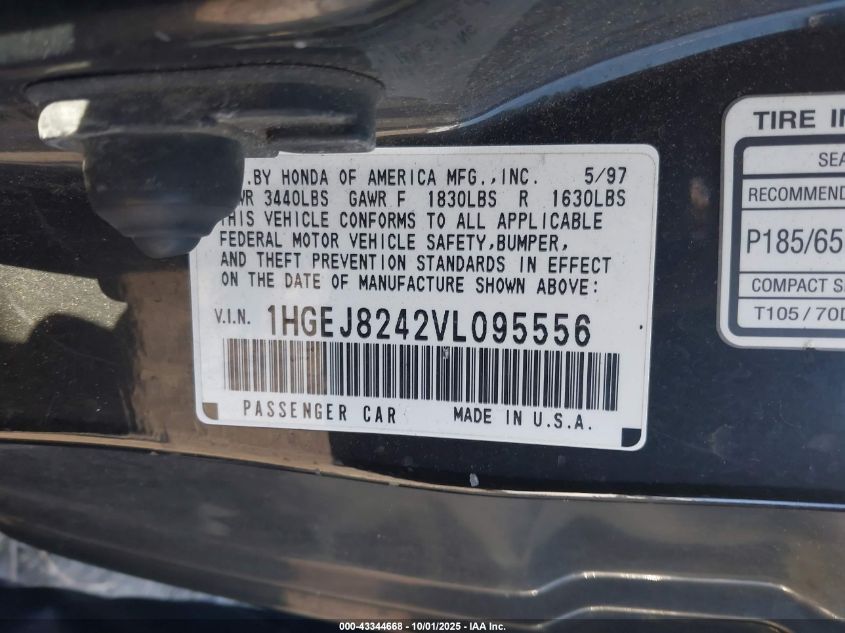 .BY HONDA OF AMERICA MFG.,INC. 5/97
WR 3440LBS GAWR F 1830LBS R 1630LBS
THIS VEHICLE CONFORMS TO ALL APPLICABLE
FEDERAL MOTOR VEHICLE SAFETY,BUMPER,
AND THEFT PREVENTION STANDARDS IN EFFECT
ON THE DATE OF MANUFACTURE SHOWN ABOVE:
V.I.N. 1HGEJ8242VL095556
PASSENGER CAR MADE IN U.S.A.
TIRE IN
SEA
RECOMMEND
P185/65
COMPACT S
T105/70D
000-43344668 - 10/01/2025 - IAA Inc.